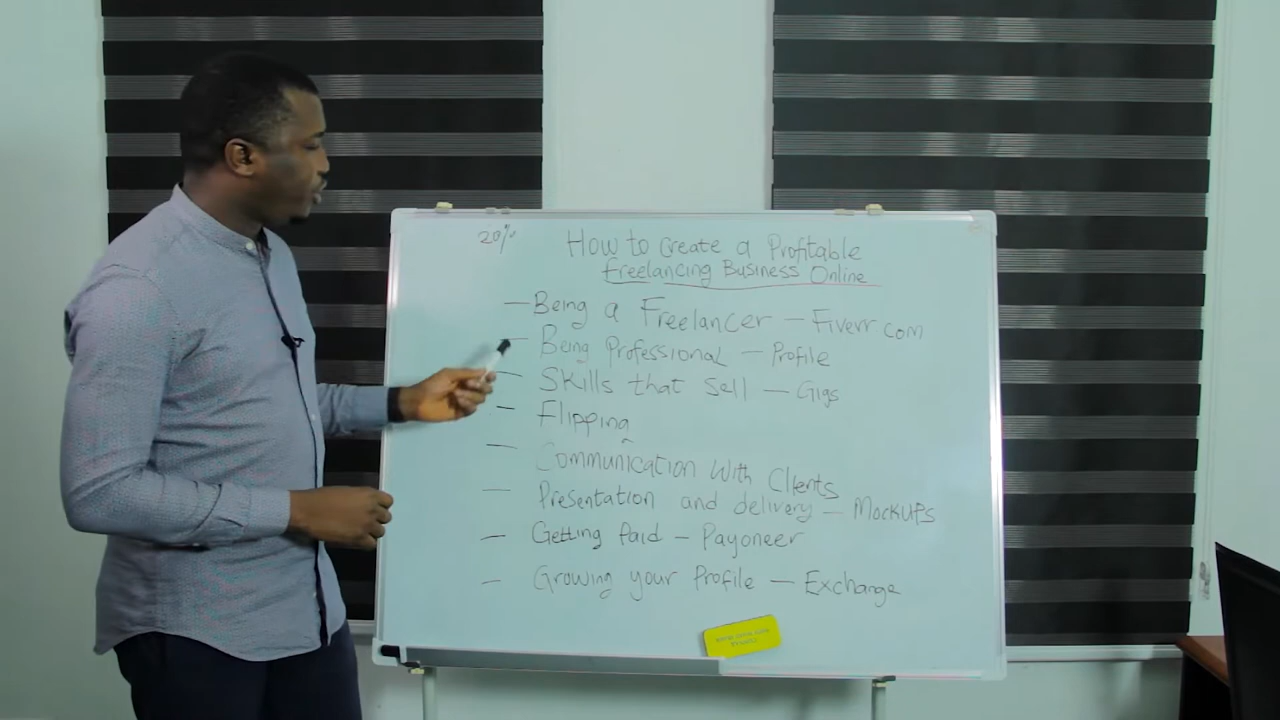 20%
How to create a Profitable
Freelancing Business Online
— Being a Freelancer — Fiverr com
— Being Professional — Profile
— Skills that Sell — Gigs
— Flipping
— Communication with Clients
— Presentation and delivery — Mockups
— Getting Paid — Payoneer
— Growing your Profile — Exchange